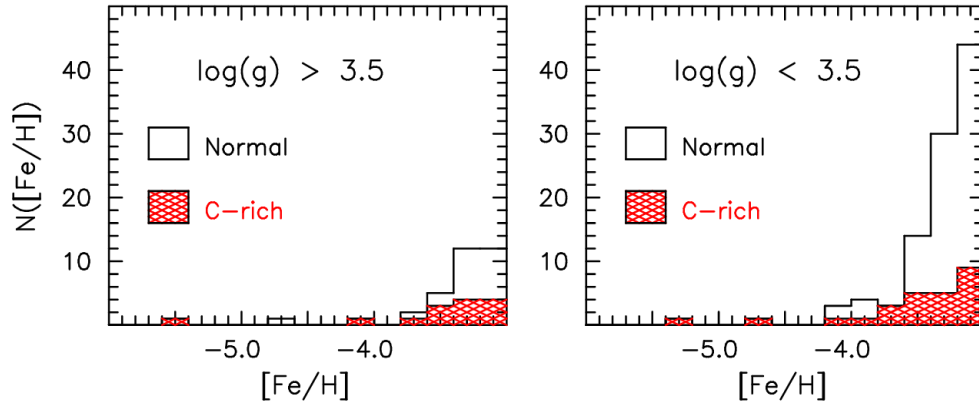 log(g) > 3.5
Normal
C-rich
N([Fe/H])
40
30
20
10
-5.0
-4.0
[Fe/H]
log(g) < 3.5
Normal
C-rich
40
30
20
10
-5.0
-4.0
[Fe/H]